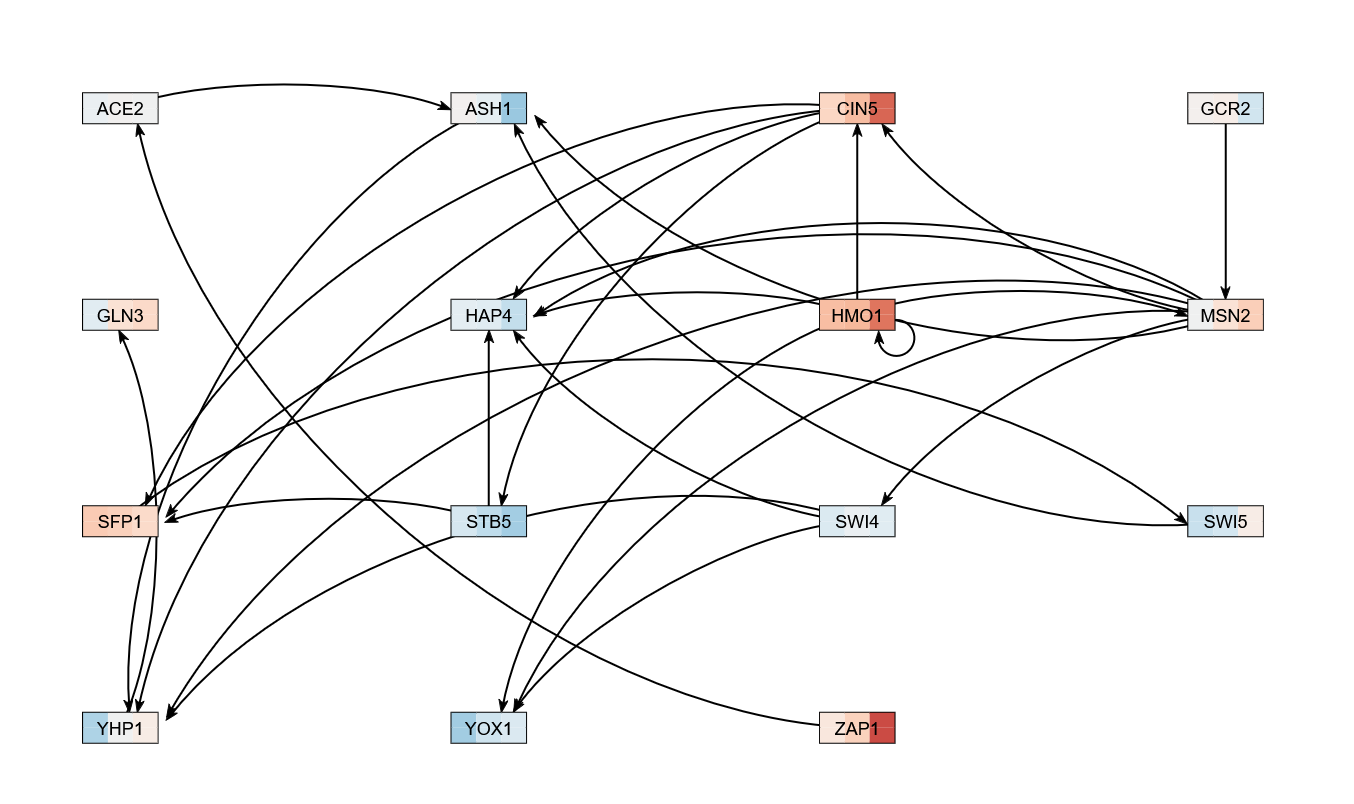 ACE2 ASH1 CIN5 GCR2
GLN3 HAP4 HMO1 MSN2
SFP1 STB5 SWI4 SWI5
YHP1 YOX1 ZAP1